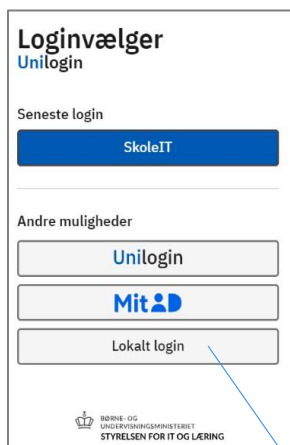 Loginvælger
Unilogin
Seneste login
SkoleIT
Andre muligheder
Unilogin
MitID
Lokalt login
BØRNE- OG
UNDERVISNINGSMINISTERIET
STYRELSEN FOR IT OG LÆRING